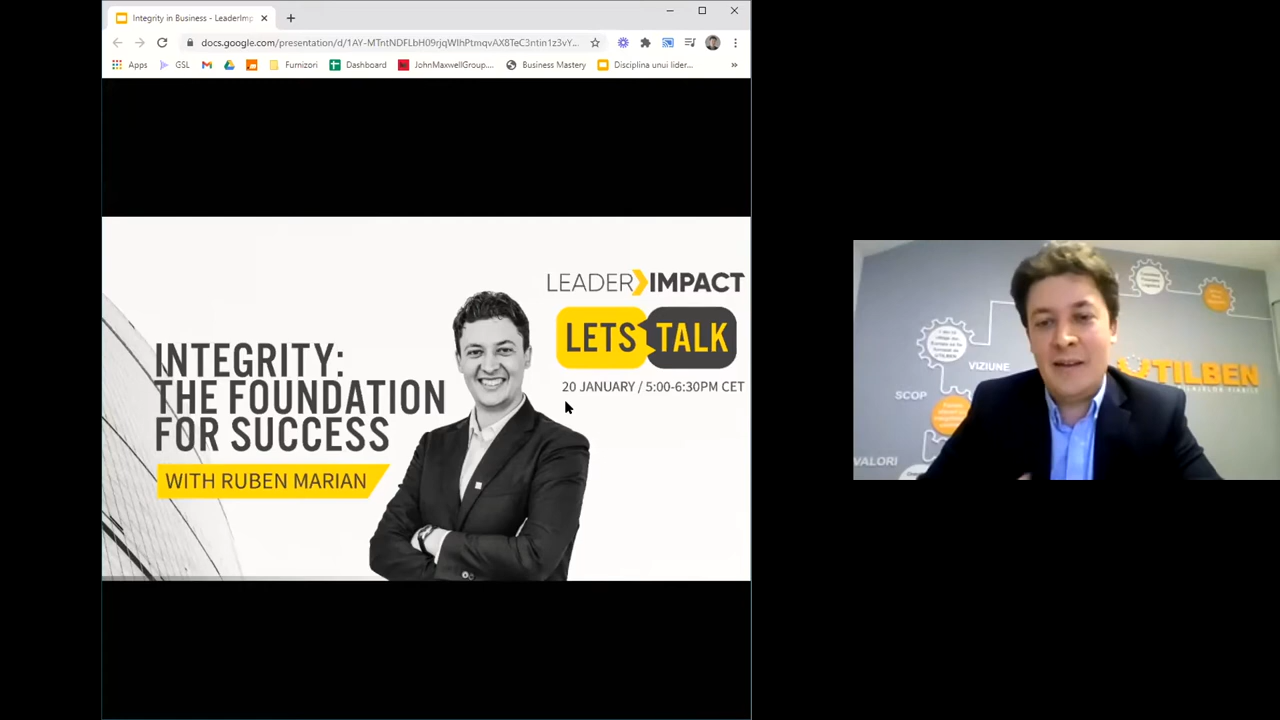 Integrity in Business - LeaderImp
docs.google.com/presentation/d/1AY-MTntNDFLbH09rjqWlhPtmqvAX8TeC3ntin1z3vY...
Apps
GSL
Furnizori
Dashboard
JohnMaxwellGroup....
Business Mastery
Disciplina unui lider...
LEADER IMPACT
LETS TALK
20 JANUARY / 5:00-6:30PM CET
INTEGRITY:
THE FOUNDATION
FOR SUCCESS
WITH RUBEN MARIAN
VIZIUNE
SCOP
VALORI
UTILBEN